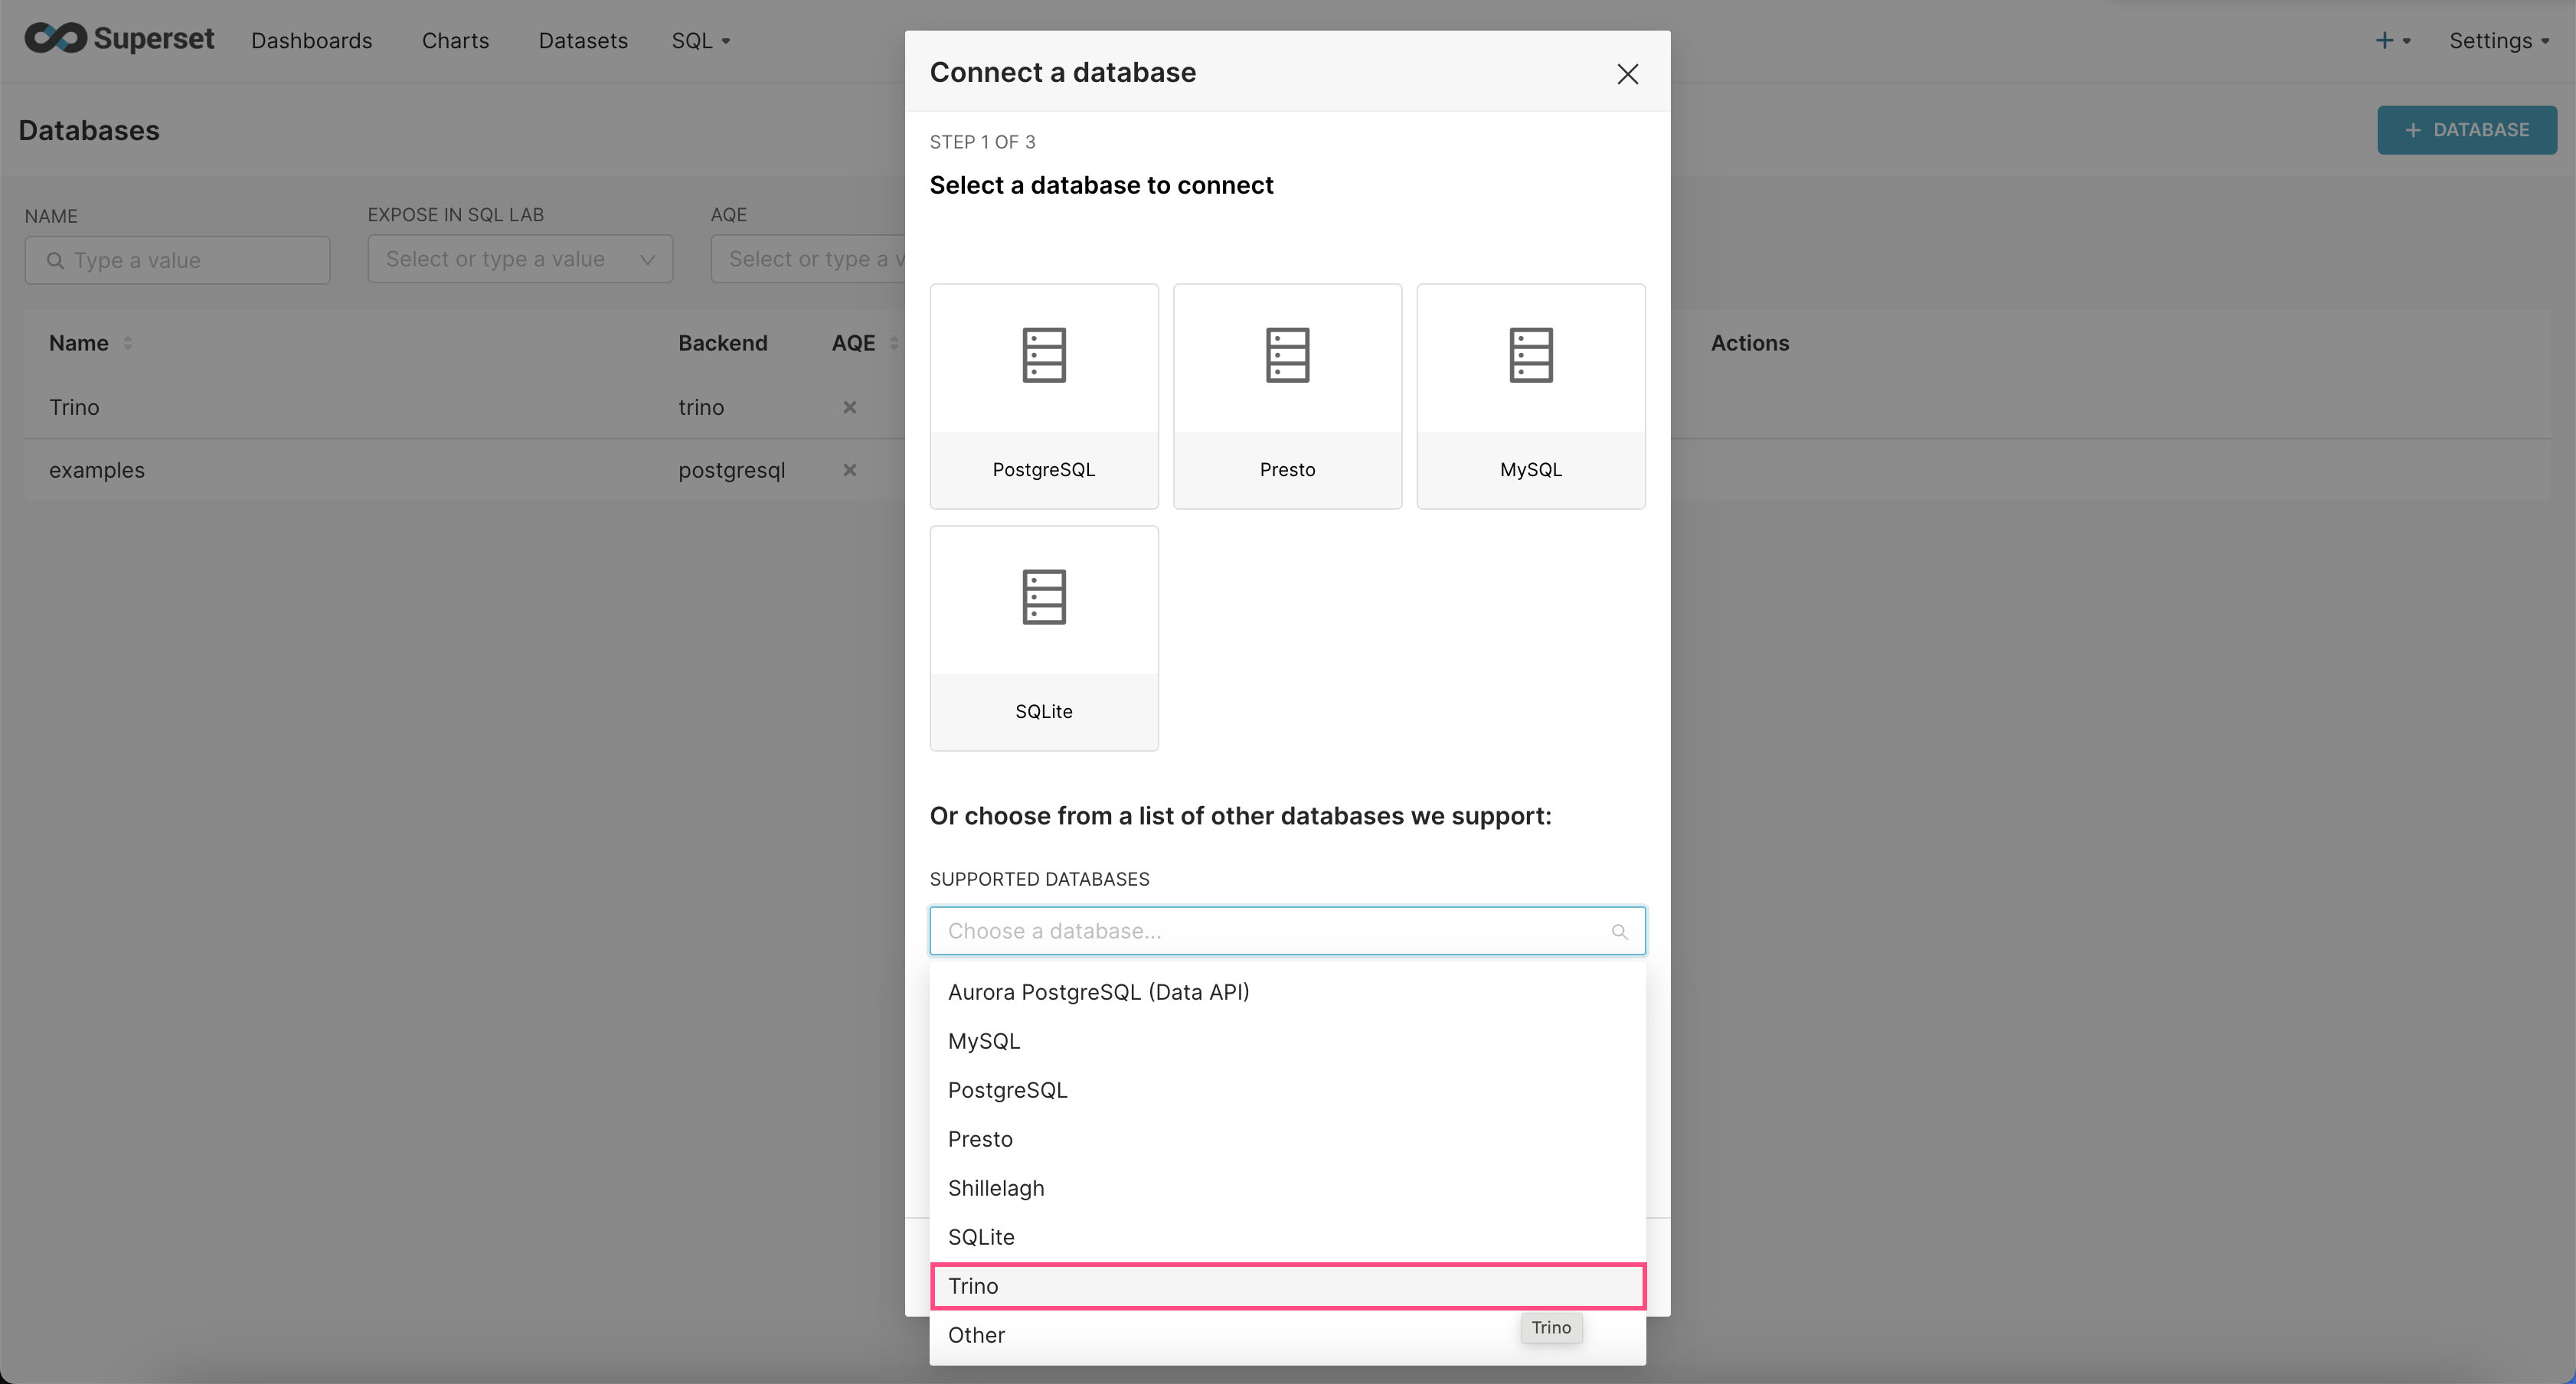 Superset
Dashboards
Charts
Datasets
SQL
Settings
Databases
+ DATABASE
NAME
Type a value
EXPOSE IN SQL LAB
Select or type a value
AQE
Select or type a v
Name
Backend
AQE
Actions
Trino
trino
examples
postgresql
Connect a database
STEP 1 OF 3
Select a database to connect
PostgreSQL
Presto
MySQL
SQLite
Or choose from a list of other databases we support:
SUPPORTED DATABASES
Choose a database...
Aurora PostgreSQL (Data API)
MySQL
PostgreSQL
Presto
Shillelagh
SQLite
Trino
Other
Trino